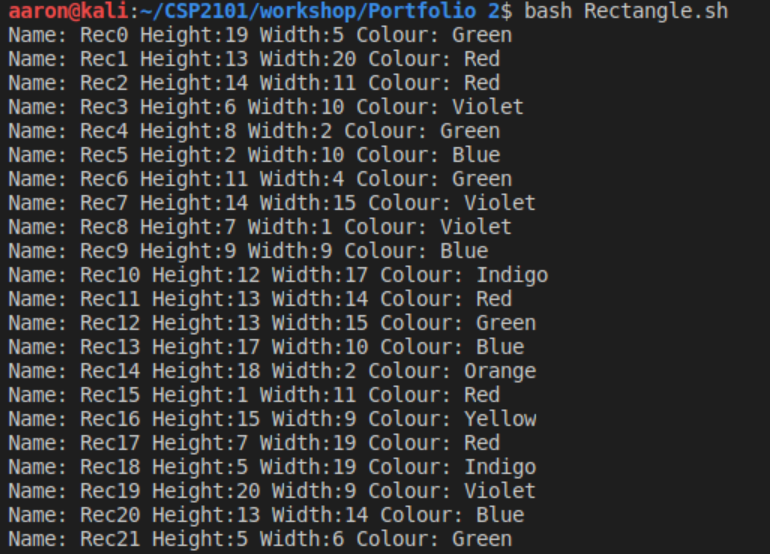 aaron@kali:~/CSP2101/workshop/Portfolio 2$ bash Rectangle.sh
Name: Rec0 Height:19 Width:5 Colour: Green
Name: Rec1 Height:13 Width:20 Colour: Red
Name: Rec2 Height:14 Width:11 Colour: Red
Name: Rec3 Height:6 Width:10 Colour: Violet
Name: Rec4 Height:8 Width:2 Colour: Green
Name: Rec5 Height:2 Width:10 Colour: Blue
Name: Rec6 Height:11 Width:4 Colour: Green
Name: Rec7 Height:14 Width:15 Colour: Violet
Name: Rec8 Height:7 Width:1 Colour: Violet
Name: Rec9 Height:9 Width:9 Colour: Blue
Name: Rec10 Height:12 Width:17 Colour: Indigo
Name: Rec11 Height:13 Width:14 Colour: Red
Name: Rec12 Height:13 Width:15 Colour: Green
Name: Rec13 Height:17 Width:10 Colour: Blue
Name: Rec14 Height:18 Width:2 Colour: Orange
Name: Rec15 Height:1 Width:11 Colour: Red
Name: Rec16 Height:15 Width:9 Colour: Yellow
Name: Rec17 Height:7 Width:19 Colour: Red
Name: Rec18 Height:5 Width:19 Colour: Indigo
Name: Rec19 Height:20 Width:9 Colour: Violet
Name: Rec20 Height:13 Width:14 Colour: Blue
Name: Rec21 Height:5 Width:6 Colour: Green